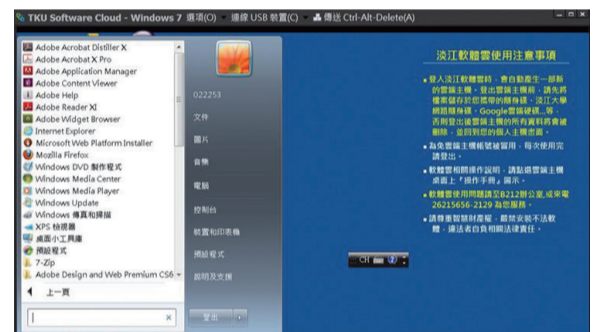 TKU Software Cloud - Windows 7 選項(O) 連線 USB 裝置(C) 傳送 Ctrl-Alt-Delete(A)
Adobe Acrobat Distiller X
Adobe Acrobat X Pro
Adobe Application Manager
Adobe Content Viewer
Adobe Help
Adobe Reader XI
Adobe Widget Browser
Internet Explorer
Microsoft Web Platform Installer
Mozilla Firefox
Windows DVD 製作程式
Windows Media Center
Windows Media Player
Windows Update
Windows 傳真和掃描
XPS 檢視器
桌面小工具庫
預設程式
7-Zip
Adobe Design and Web Premium CS6
上一頁
022253
文件
圖片
音樂
電腦
控制台
裝置和印表機
預設程式
說明及支援
登出
CH
淡江軟體雲使用注意事項
登入淡江軟體雲時，會自動產生一部新
的雲端主機。登出雲端主機前，請先將
檔案儲存於您攜帶的隨身碟、淡江大學
網路隨身碟、Google雲端硬碟...等，
否則登出後雲端主機的所有資料將會被
刪除，並回到您的個人主機畫面。
為免雲端主機帳號被冒用，每次使用完
請登出。
軟體雲相關操作說明，請點選雲端主機
桌面上『操作手冊』圖示。
軟體雲使用問題請至B212辦公室,或來電
26215656-2129 為您服務。
請尊重智慧財產權，嚴禁安裝不法軟
體，違法者自負相關法律責任。